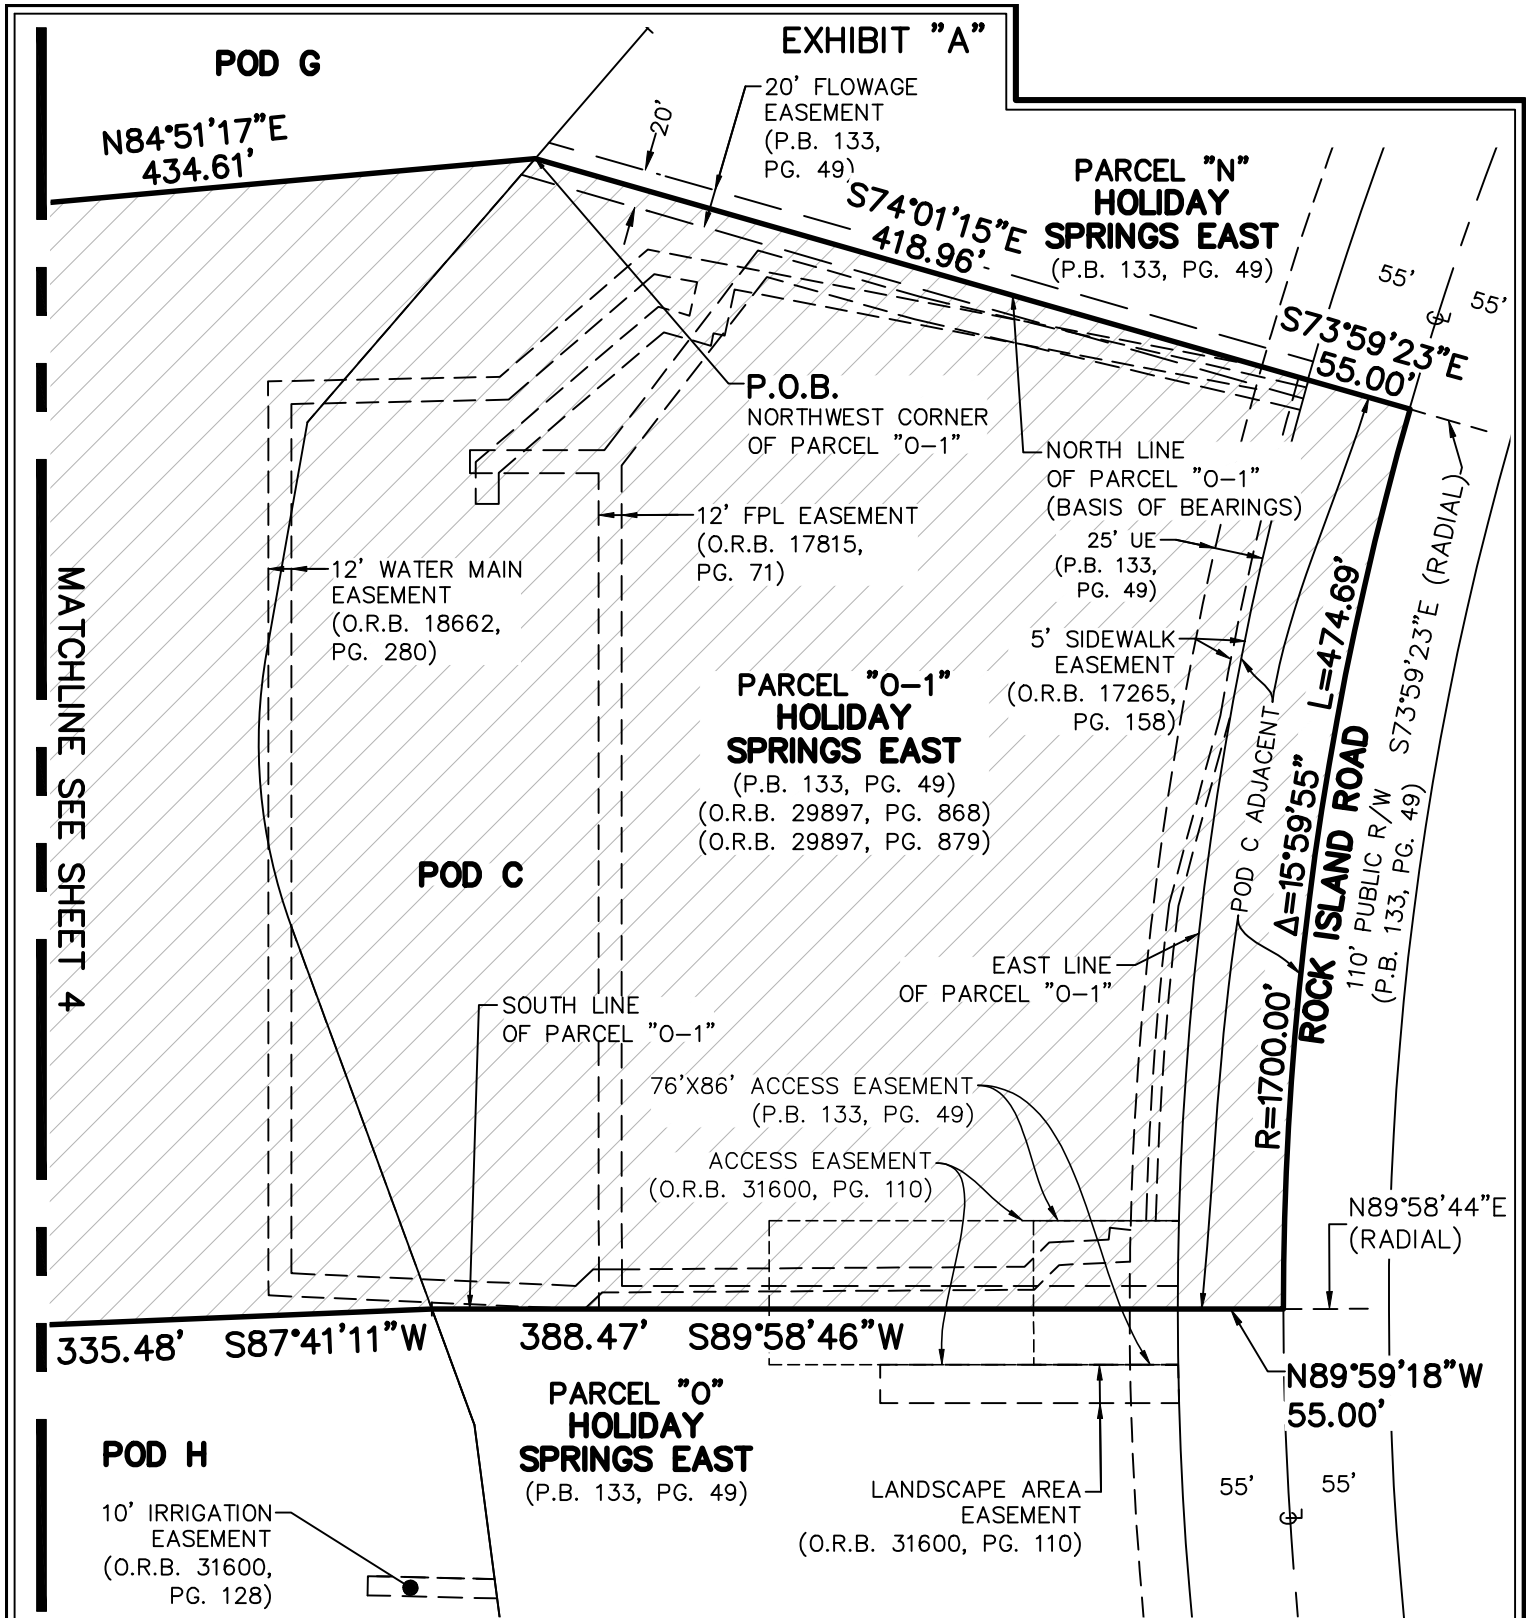 EXHIBIT "A"
POD G
N84°51'17"E
434.61'
20'
20' FLOWAGE
EASEMENT
(P.B. 133,
PG. 49)
S74°01'15"E
418.96'
PARCEL "N"
HOLIDAY
SPRINGS EAST
(P.B. 133, PG. 49)
55'
55'
℄
S73°59'23"E
55.00'
P.O.B.
NORTHWEST CORNER
OF PARCEL "O-1"
NORTH LINE
OF PARCEL "O-1"
(BASIS OF BEARINGS)
12' FPL EASEMENT
(O.R.B. 17815,
PG. 71)
25' UE
(P.B. 133,
PG. 49)
12' WATER MAIN
EASEMENT
(O.R.B. 18662,
PG. 280)
5' SIDEWALK
EASEMENT
(O.R.B. 17265,
PG. 158)
MATCHLINE SEE SHEET 4
PARCEL "O-1"
HOLIDAY
SPRINGS EAST
(P.B. 133, PG. 49)
(O.R.B. 29897, PG. 868)
(O.R.B. 29897, PG. 879)
POD C
POD C ADJACENT
R=1700.00' Δ=15°59'55" L=474.69'
ROCK ISLAND ROAD
110' PUBLIC R/W
(P.B. 133, PG. 49)
S73°59'23"E (RADIAL)
EAST LINE
OF PARCEL "O-1"
SOUTH LINE
OF PARCEL "O-1"
76'X86' ACCESS EASEMENT
(P.B. 133, PG. 49)
ACCESS EASEMENT
(O.R.B. 31600, PG. 110)
N89°58'44"E
(RADIAL)
335.48' S87°41'11"W
388.47' S89°58'46"W
N89°59'18"W
55.00'
PARCEL "O"
HOLIDAY
SPRINGS EAST
(P.B. 133, PG. 49)
POD H
10' IRRIGATION
EASEMENT
(O.R.B. 31600,
PG. 128)
LANDSCAPE AREA
EASEMENT
(O.R.B. 31600, PG. 110)
55'
55'
℄